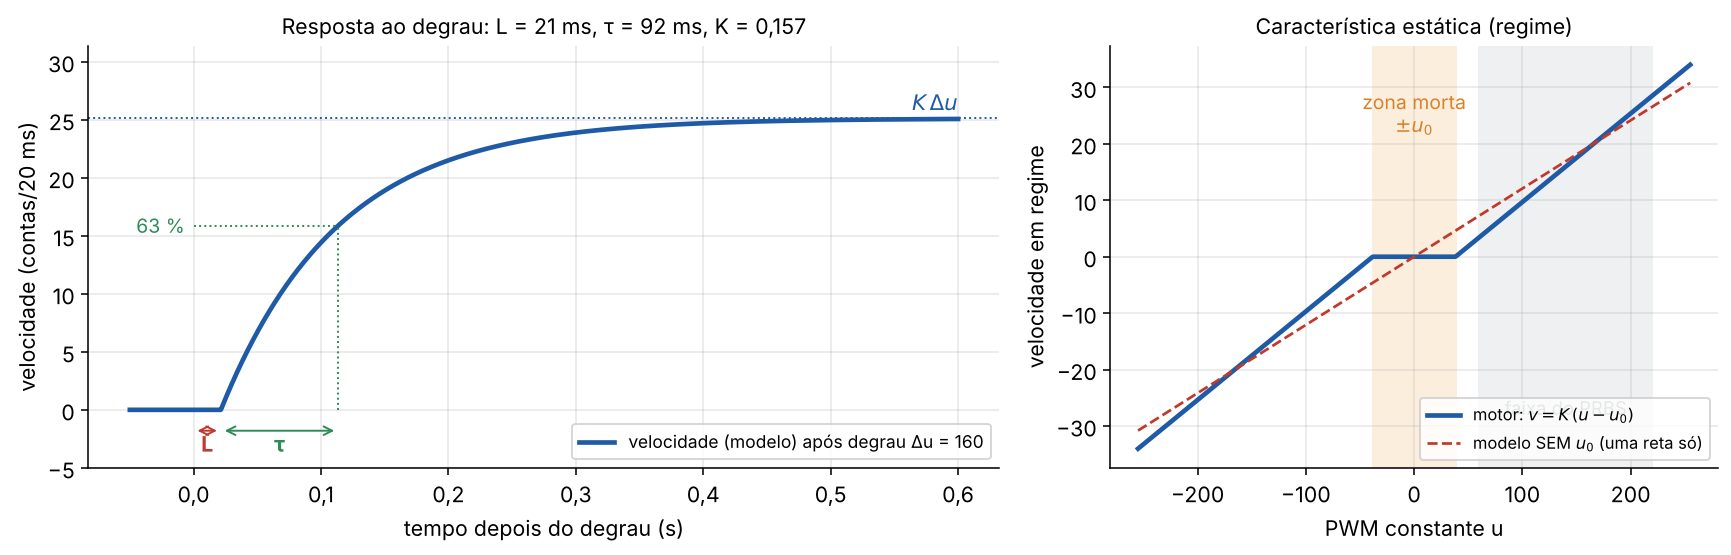 Resposta ao degrau: L = 21 ms, τ = 92 ms, K = 0,157
velocidade (contas/20 ms)
30
25
20
15
10
5
0
−5
K Δu
63 %
L
τ
velocidade (modelo) após degrau Δu = 160
0,0
0,1
0,2
0,3
0,4
0,5
0,6
tempo depois do degrau (s)
Característica estática (regime)
velocidade em regime
30
20
10
0
−10
−20
−30
zona morta
±u₀
faixa do PRBS
motor: v = K(u − u₀)
modelo SEM u₀ (uma reta só)
−200
−100
0
100
200
PWM constante u